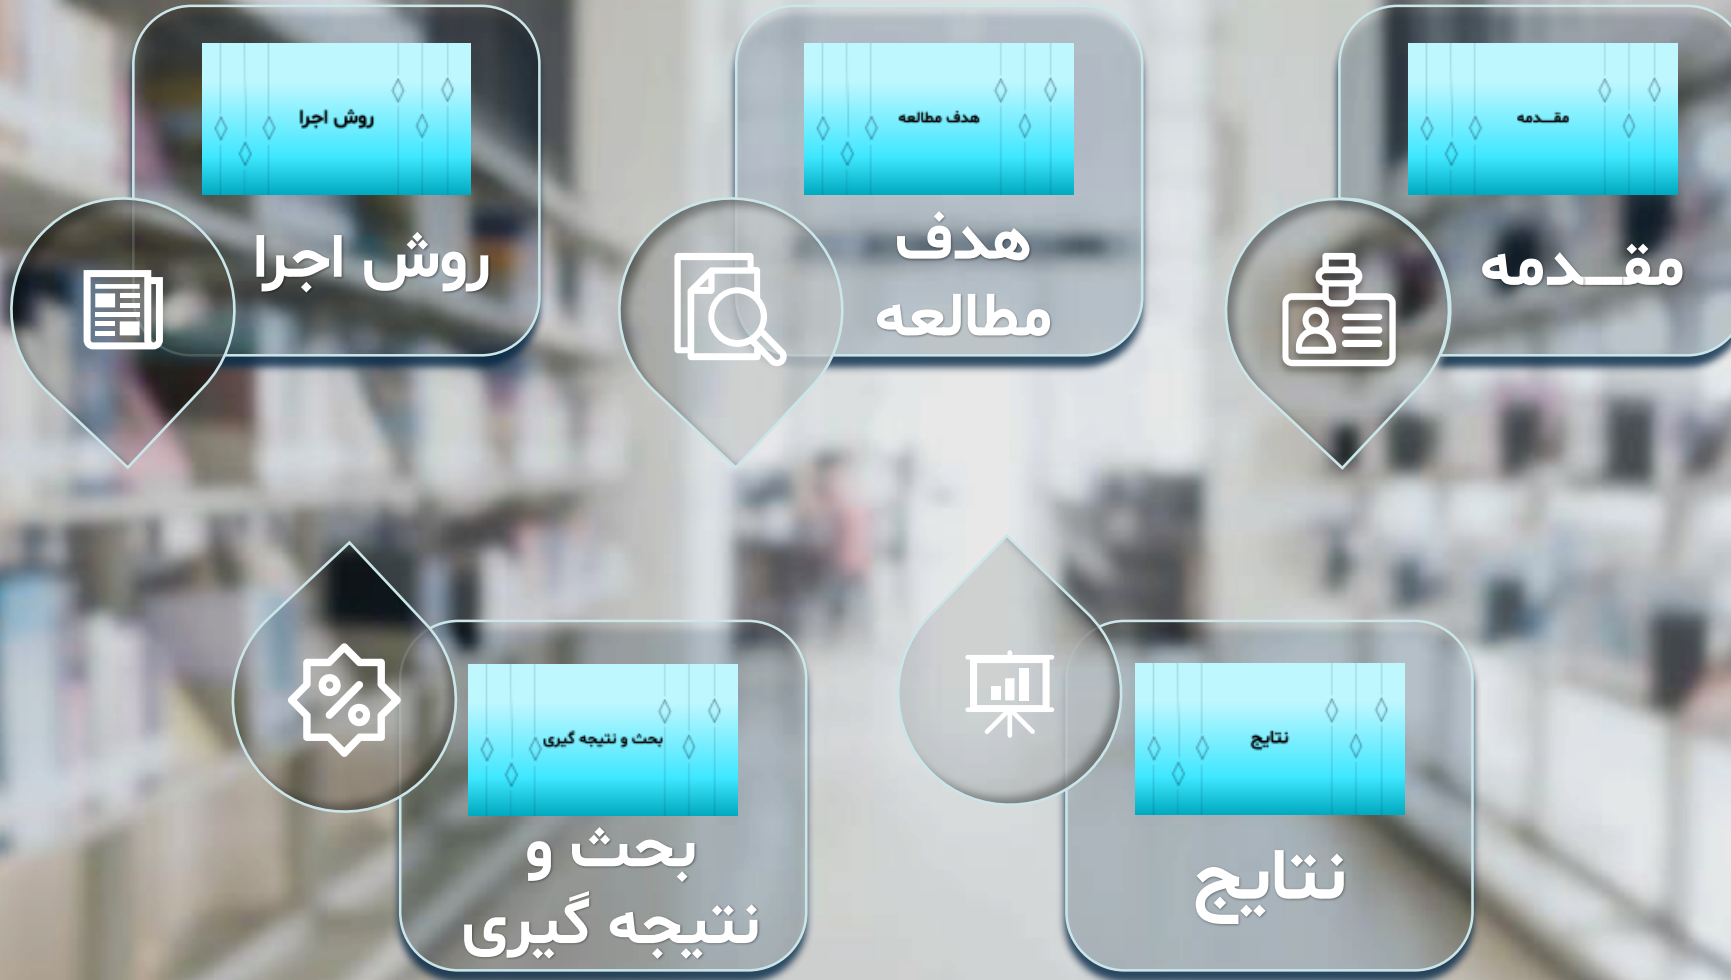 مقــدمه
مقــدمه
هدف مطالعه
هدف
مطالعه
روش اجرا
روش اجرا
نتایج
نتایج
بحث و نتیجه گیری
بحث و
نتیجه گیری